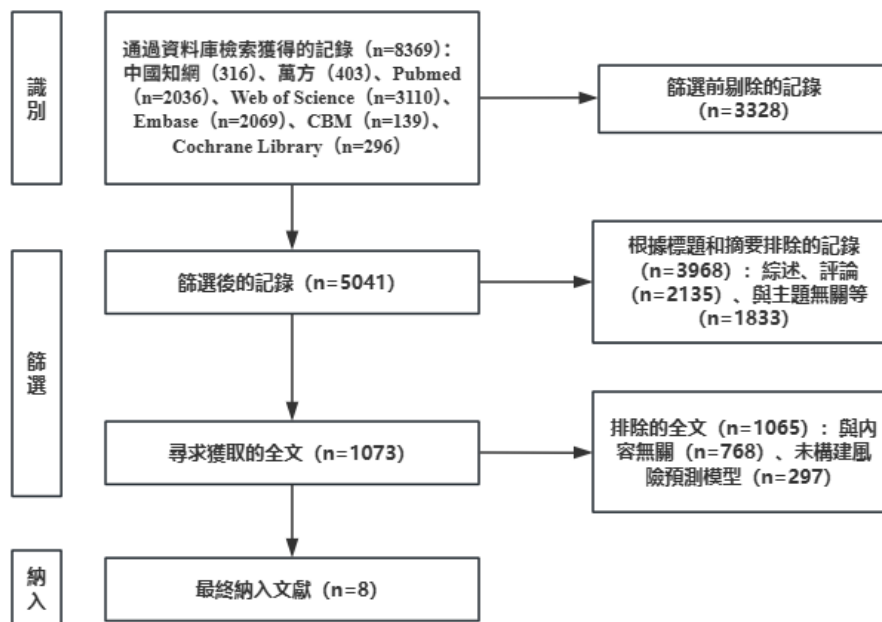 識別
通過資料庫檢索獲得的記錄（n=8369）：
中國知網（316）、萬方（403）、Pubmed
（n=2036）、Web of Science（n=3110）、
Embase（n=2069）、CBM（n=139）、
Cochrane Library（n=296）
篩選前剔除的記錄
（n=3328）
篩選
篩選後的記錄（n=5041）
根據標題和摘要排除的記錄
（n=3968）：綜述、評論
（n=2135）、與主題無關等
（n=1833）
尋求獲取的全文（n=1073）
排除的全文（n=1065）：與內
容無關（n=768）、未構建風
險預測模型（n=297）
納入
最終納入文獻（n=8）